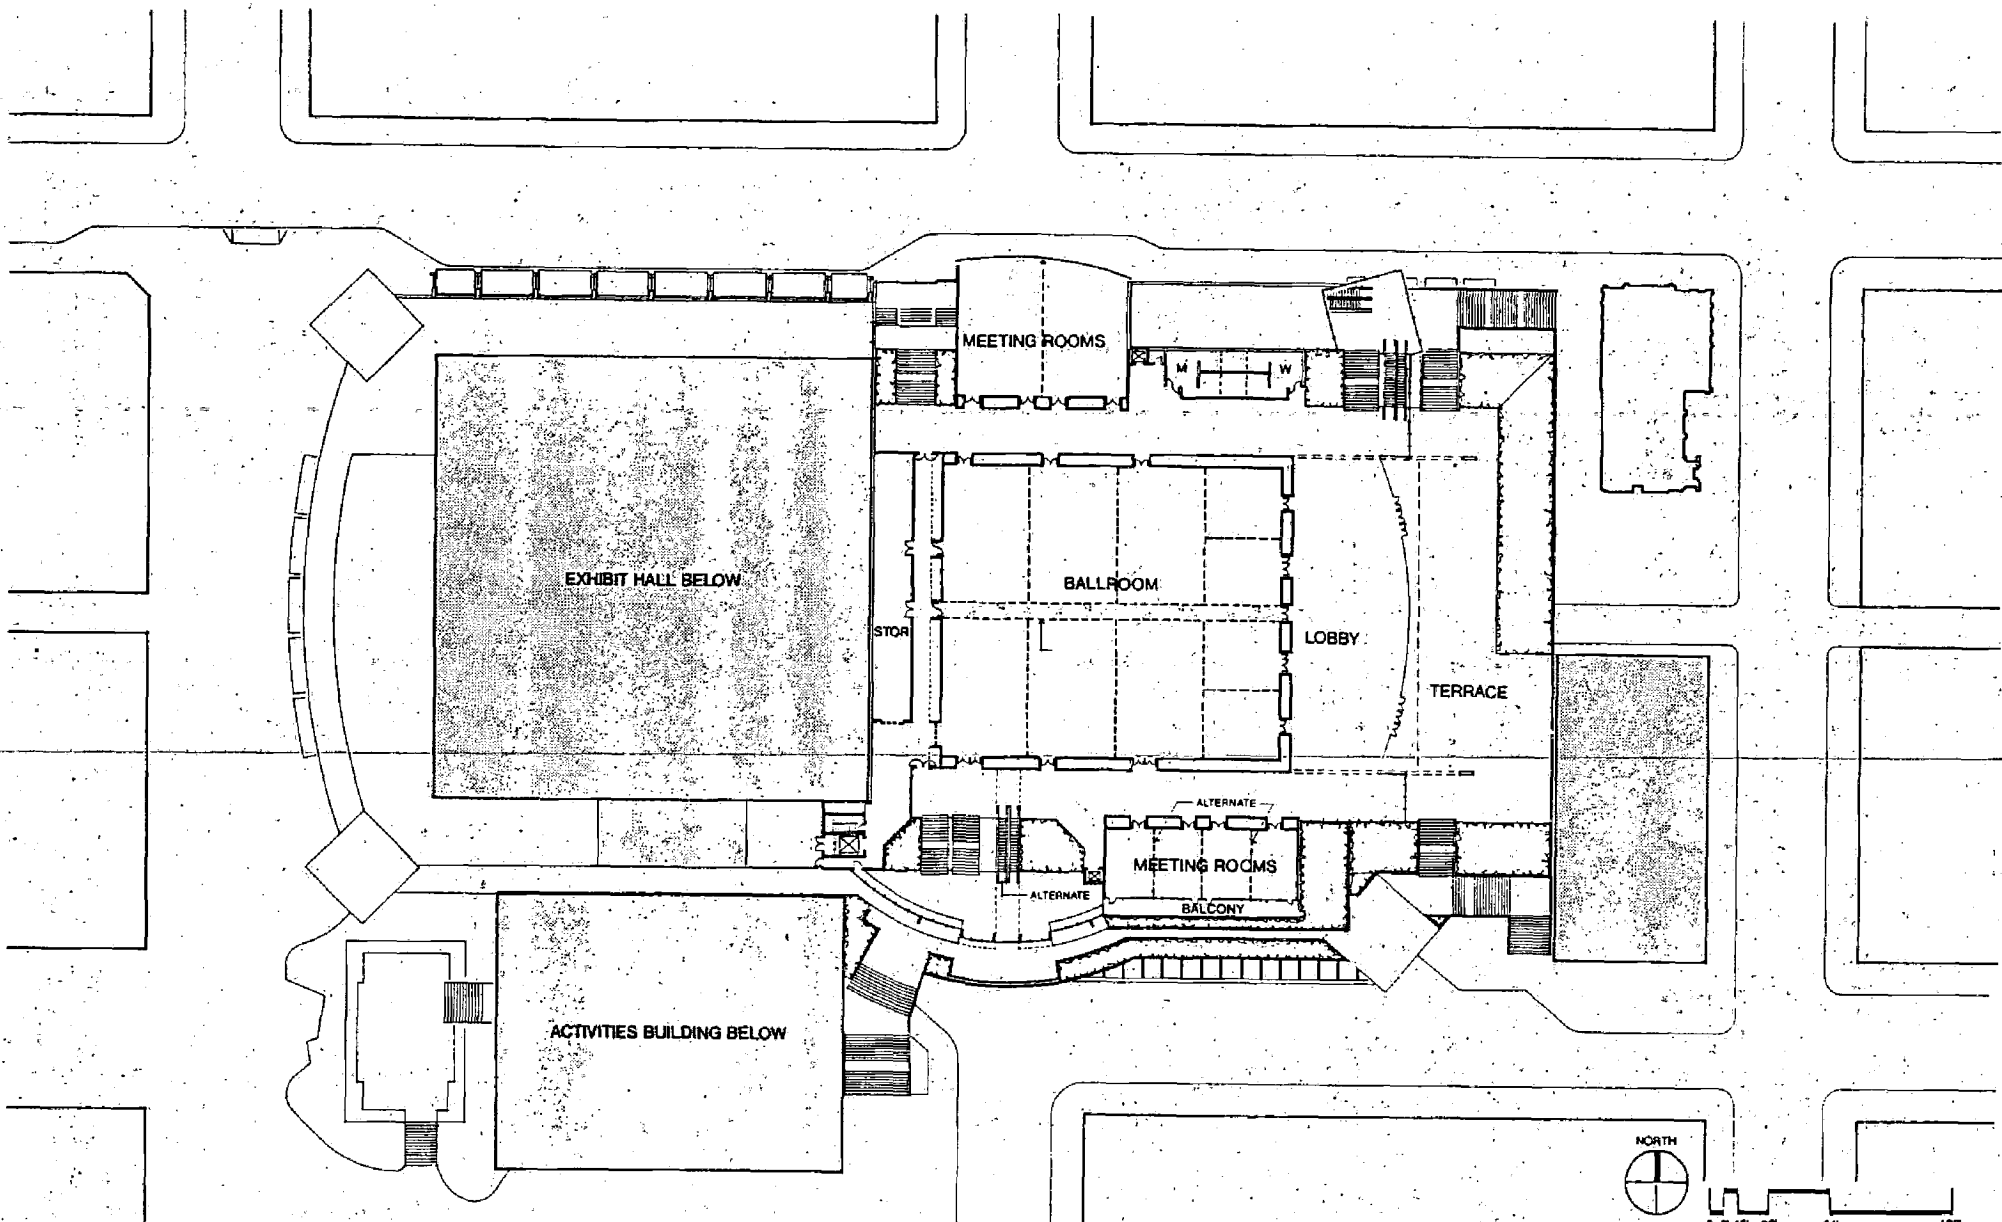 MEETING ROOMS
M
W
EXHIBIT HALL BELOW
BALLROOM
STOR
LOBBY
TERRACE
ALTERNATE
MEETING ROOMS
ALTERNATE
BALCONY
ACTIVITIES BUILDING BELOW
NORTH